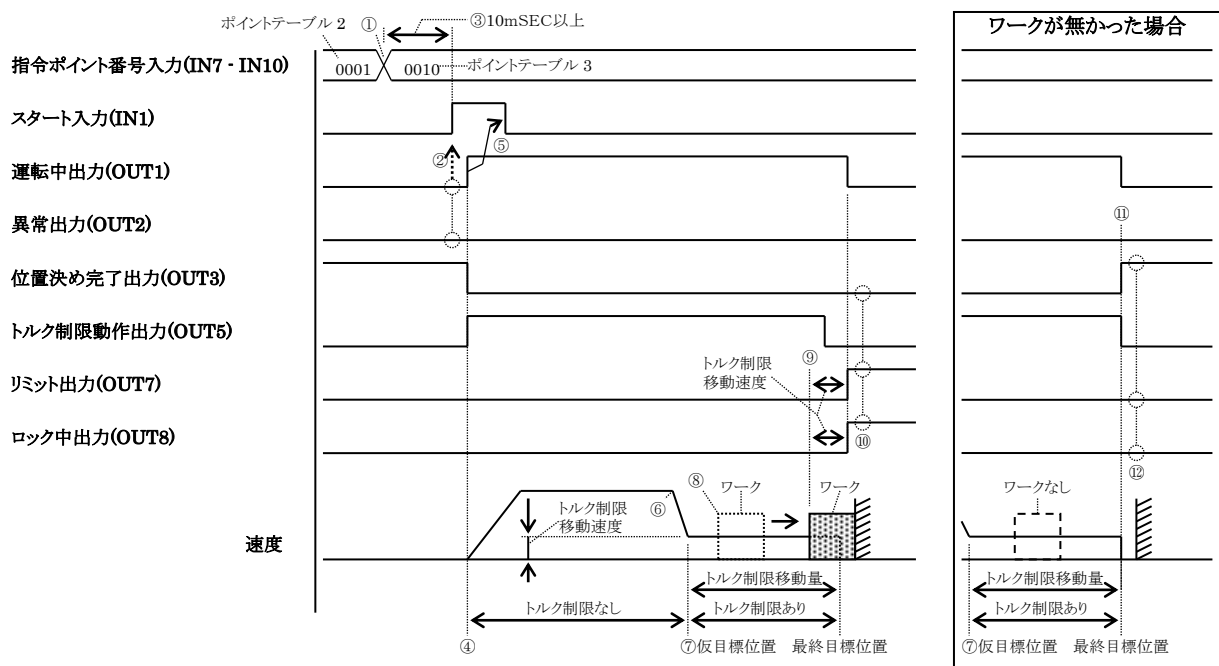 ポイントテーブル 2
①
③10mSEC以上
指令ポイント番号入力(IN7 - IN10)
0001
0010
ポイントテーブル 3
スタート入力(IN1)
②
⑤
運転中出力(OUT1)
異常出力(OUT2)
位置決め完了出力(OUT3)
トルク制限動作出力(OUT5)
リミット出力(OUT7)
トルク制限
移動速度
⑨
ロック中出力(OUT8)
⑩
速度
⑥
トルク制限
移動速度
⑧
ワーク
ワーク
トルク制限移動量
トルク制限なし
トルク制限あり
④
⑦仮目標位置
最終目標位置
ワークが無かった場合
⑪
⑫
ワークなし
トルク制限移動量
トルク制限あり
⑦仮目標位置
最終目標位置